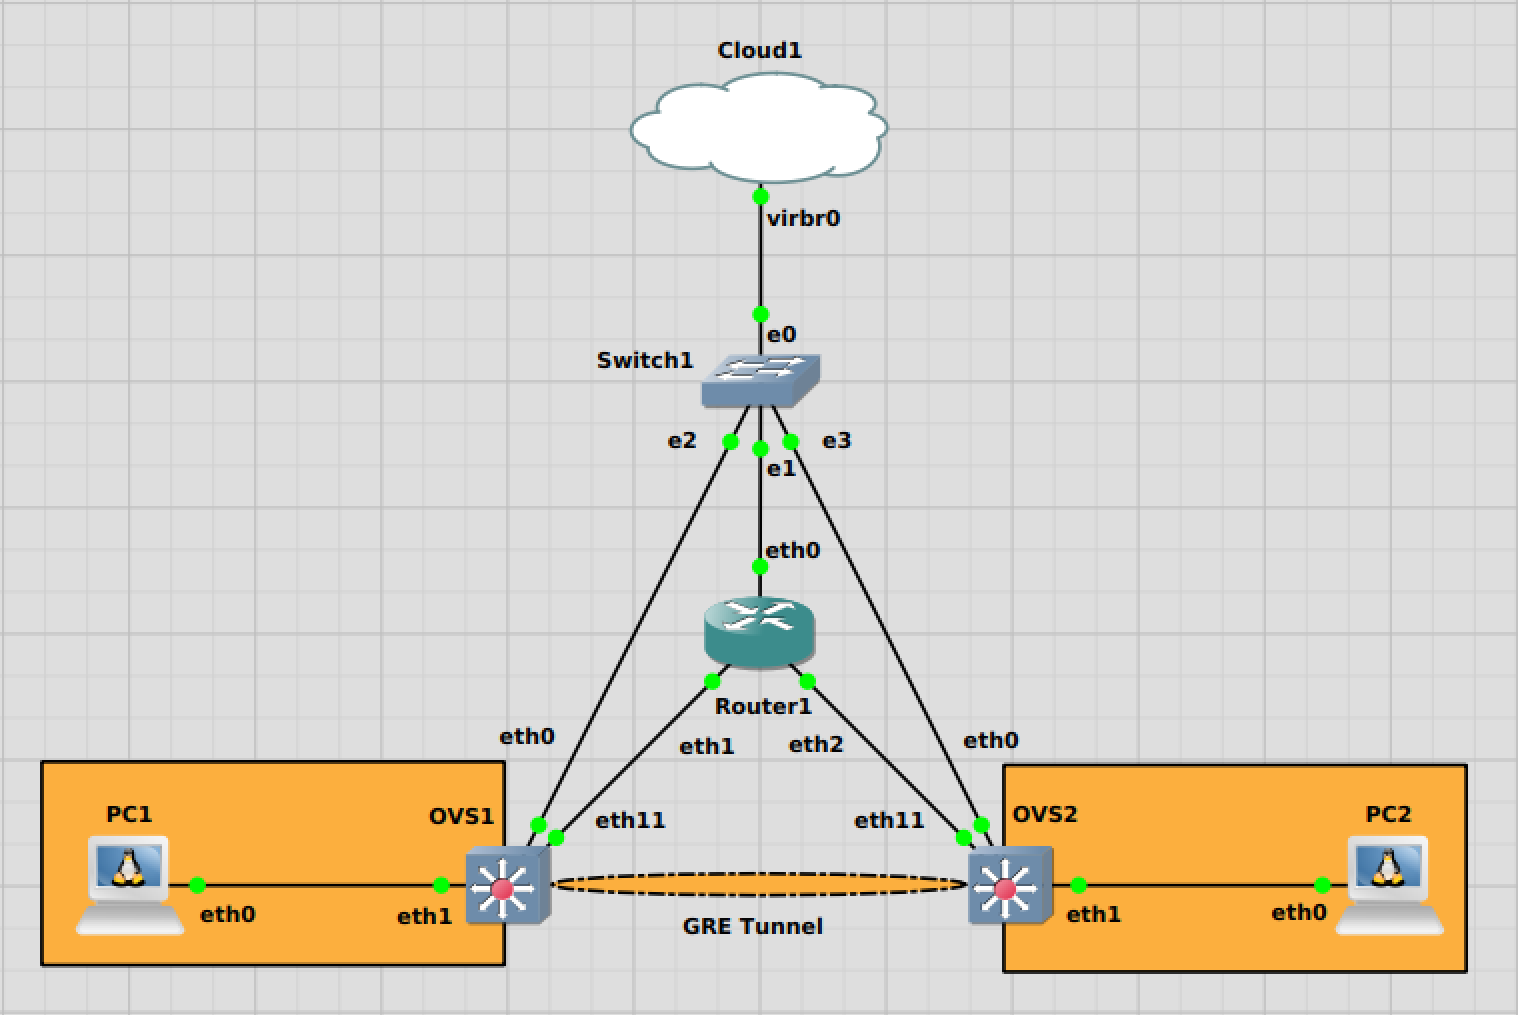 Cloud1
virbr0
e0
Switch1
e2
e3
e1
eth0
Router1
eth1
eth2
eth0
eth0
PC1
OVS1
eth11
eth11
OVS2
PC2
eth0
eth1
GRE Tunnel
eth1
eth0